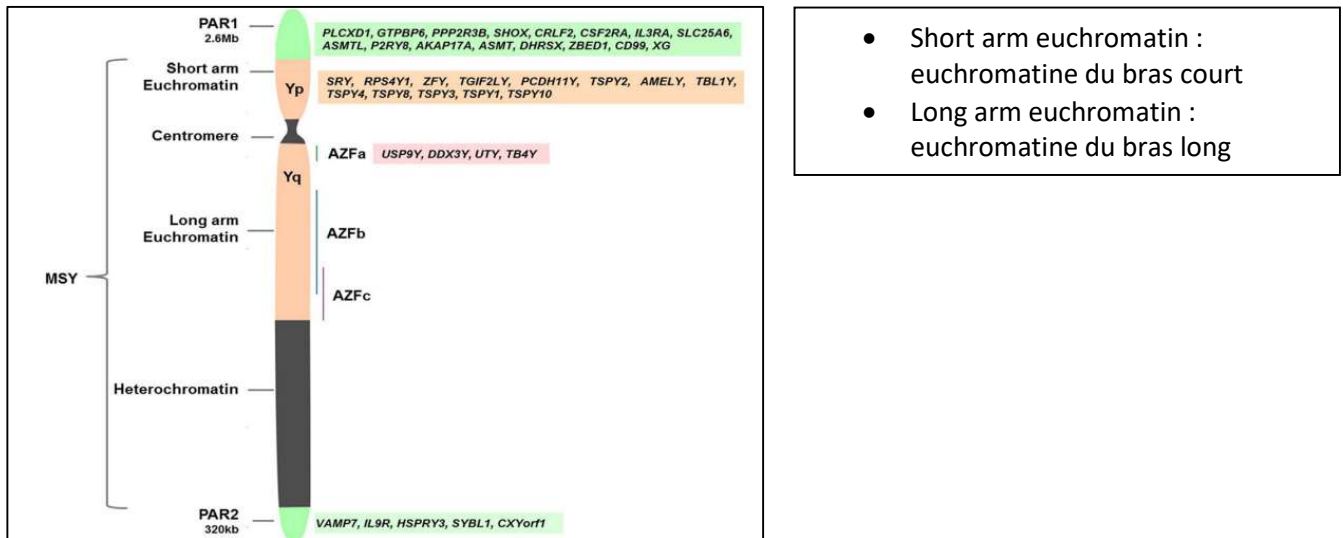 PAR1
2.6Mb
PLCXD1, GTPBP6, PPP2R3B, SHOX, CRLF2, CSF2RA, IL3RA, SLC25A6,
ASMTL, P2RY8, AKAP17A, ASMT, DHRSX, ZBED1, CD99, XG
Short arm
Euchromatin
Yp
SRY, RPS4Y1, ZFY, TGIF2LY, PCDH11Y, TSPY2, AMELY, TBL1Y,
TSPY4, TSPY8, TSPY3, TSPY1, TSPY10
Centromere
AZFa
USP9Y, DDX3Y, UTY, TB4Y
Yq
Long arm
Euchromatin
AZFb
MSY
AZFc
Heterochromatin
PAR2
320kb
VAMP7, IL9R, HSPRY3, SYBL1, CXYorf1
• Short arm euchromatin :
euchromatine du bras court
• Long arm euchromatin :
euchromatine du bras long